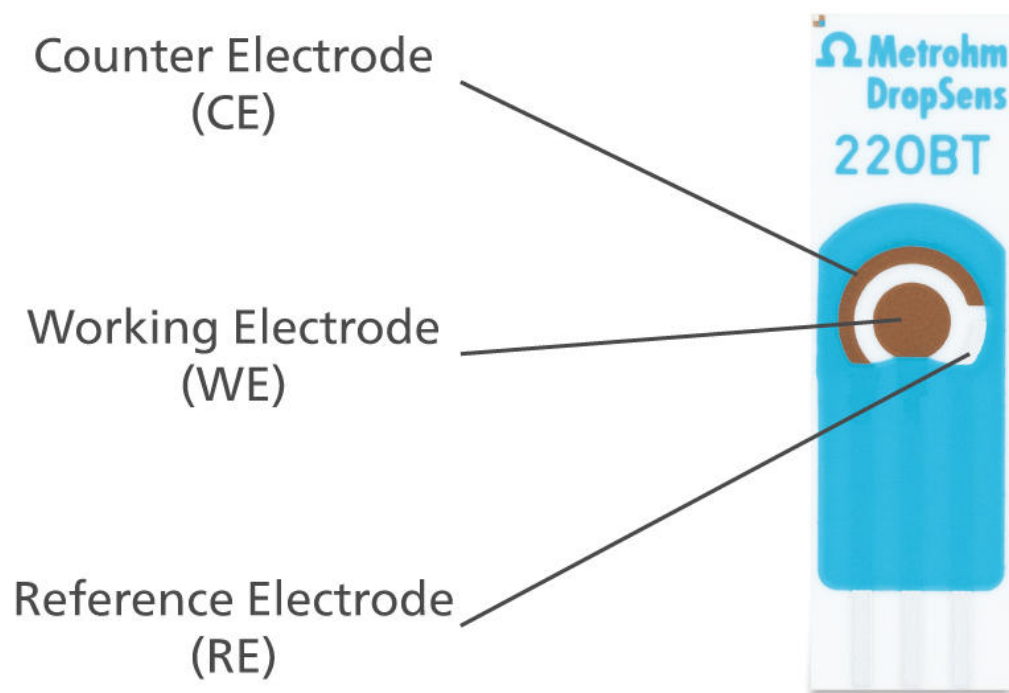 Counter Electrode
(CE)
Working Electrode
(WE)
Reference Electrode
(RE)
Ω Metrohm
DropSens
220BT